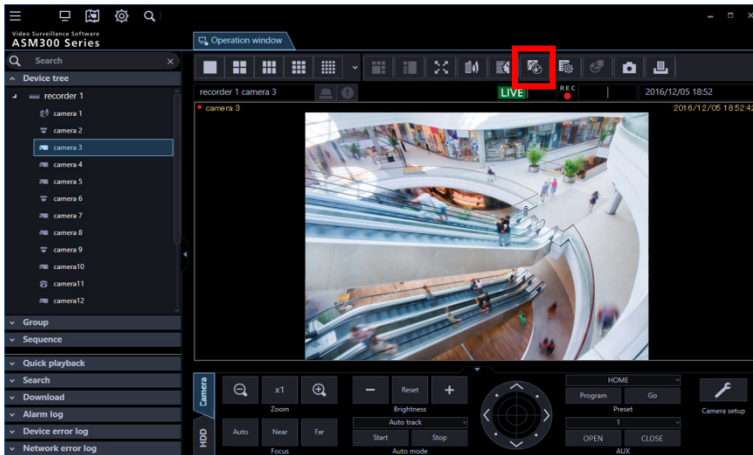 Video Surveillance Software
ASM300 Series
Operation window
Search
Device tree
recorder 1
camera 1
camera 2
camera 3
camera 4
camera 5
camera 6
camera 7
camera 8
camera 9
camera10
camera11
camera12
Group
Sequence
Quick playback
Search
Download
Alarm log
Device error log
Network error log
recorder 1 camera 3
LIVE
REC
2016/12/05 18:52
camera 3
2016/12/05 18:52:42
Camera
HDD
x1
Zoom
Auto
Near
Far
Focus
Reset
Brightness
Auto track
Start
Stop
Auto mode
HOME
Program
Go
Preset
1
OPEN
CLOSE
AUX
Camera setup